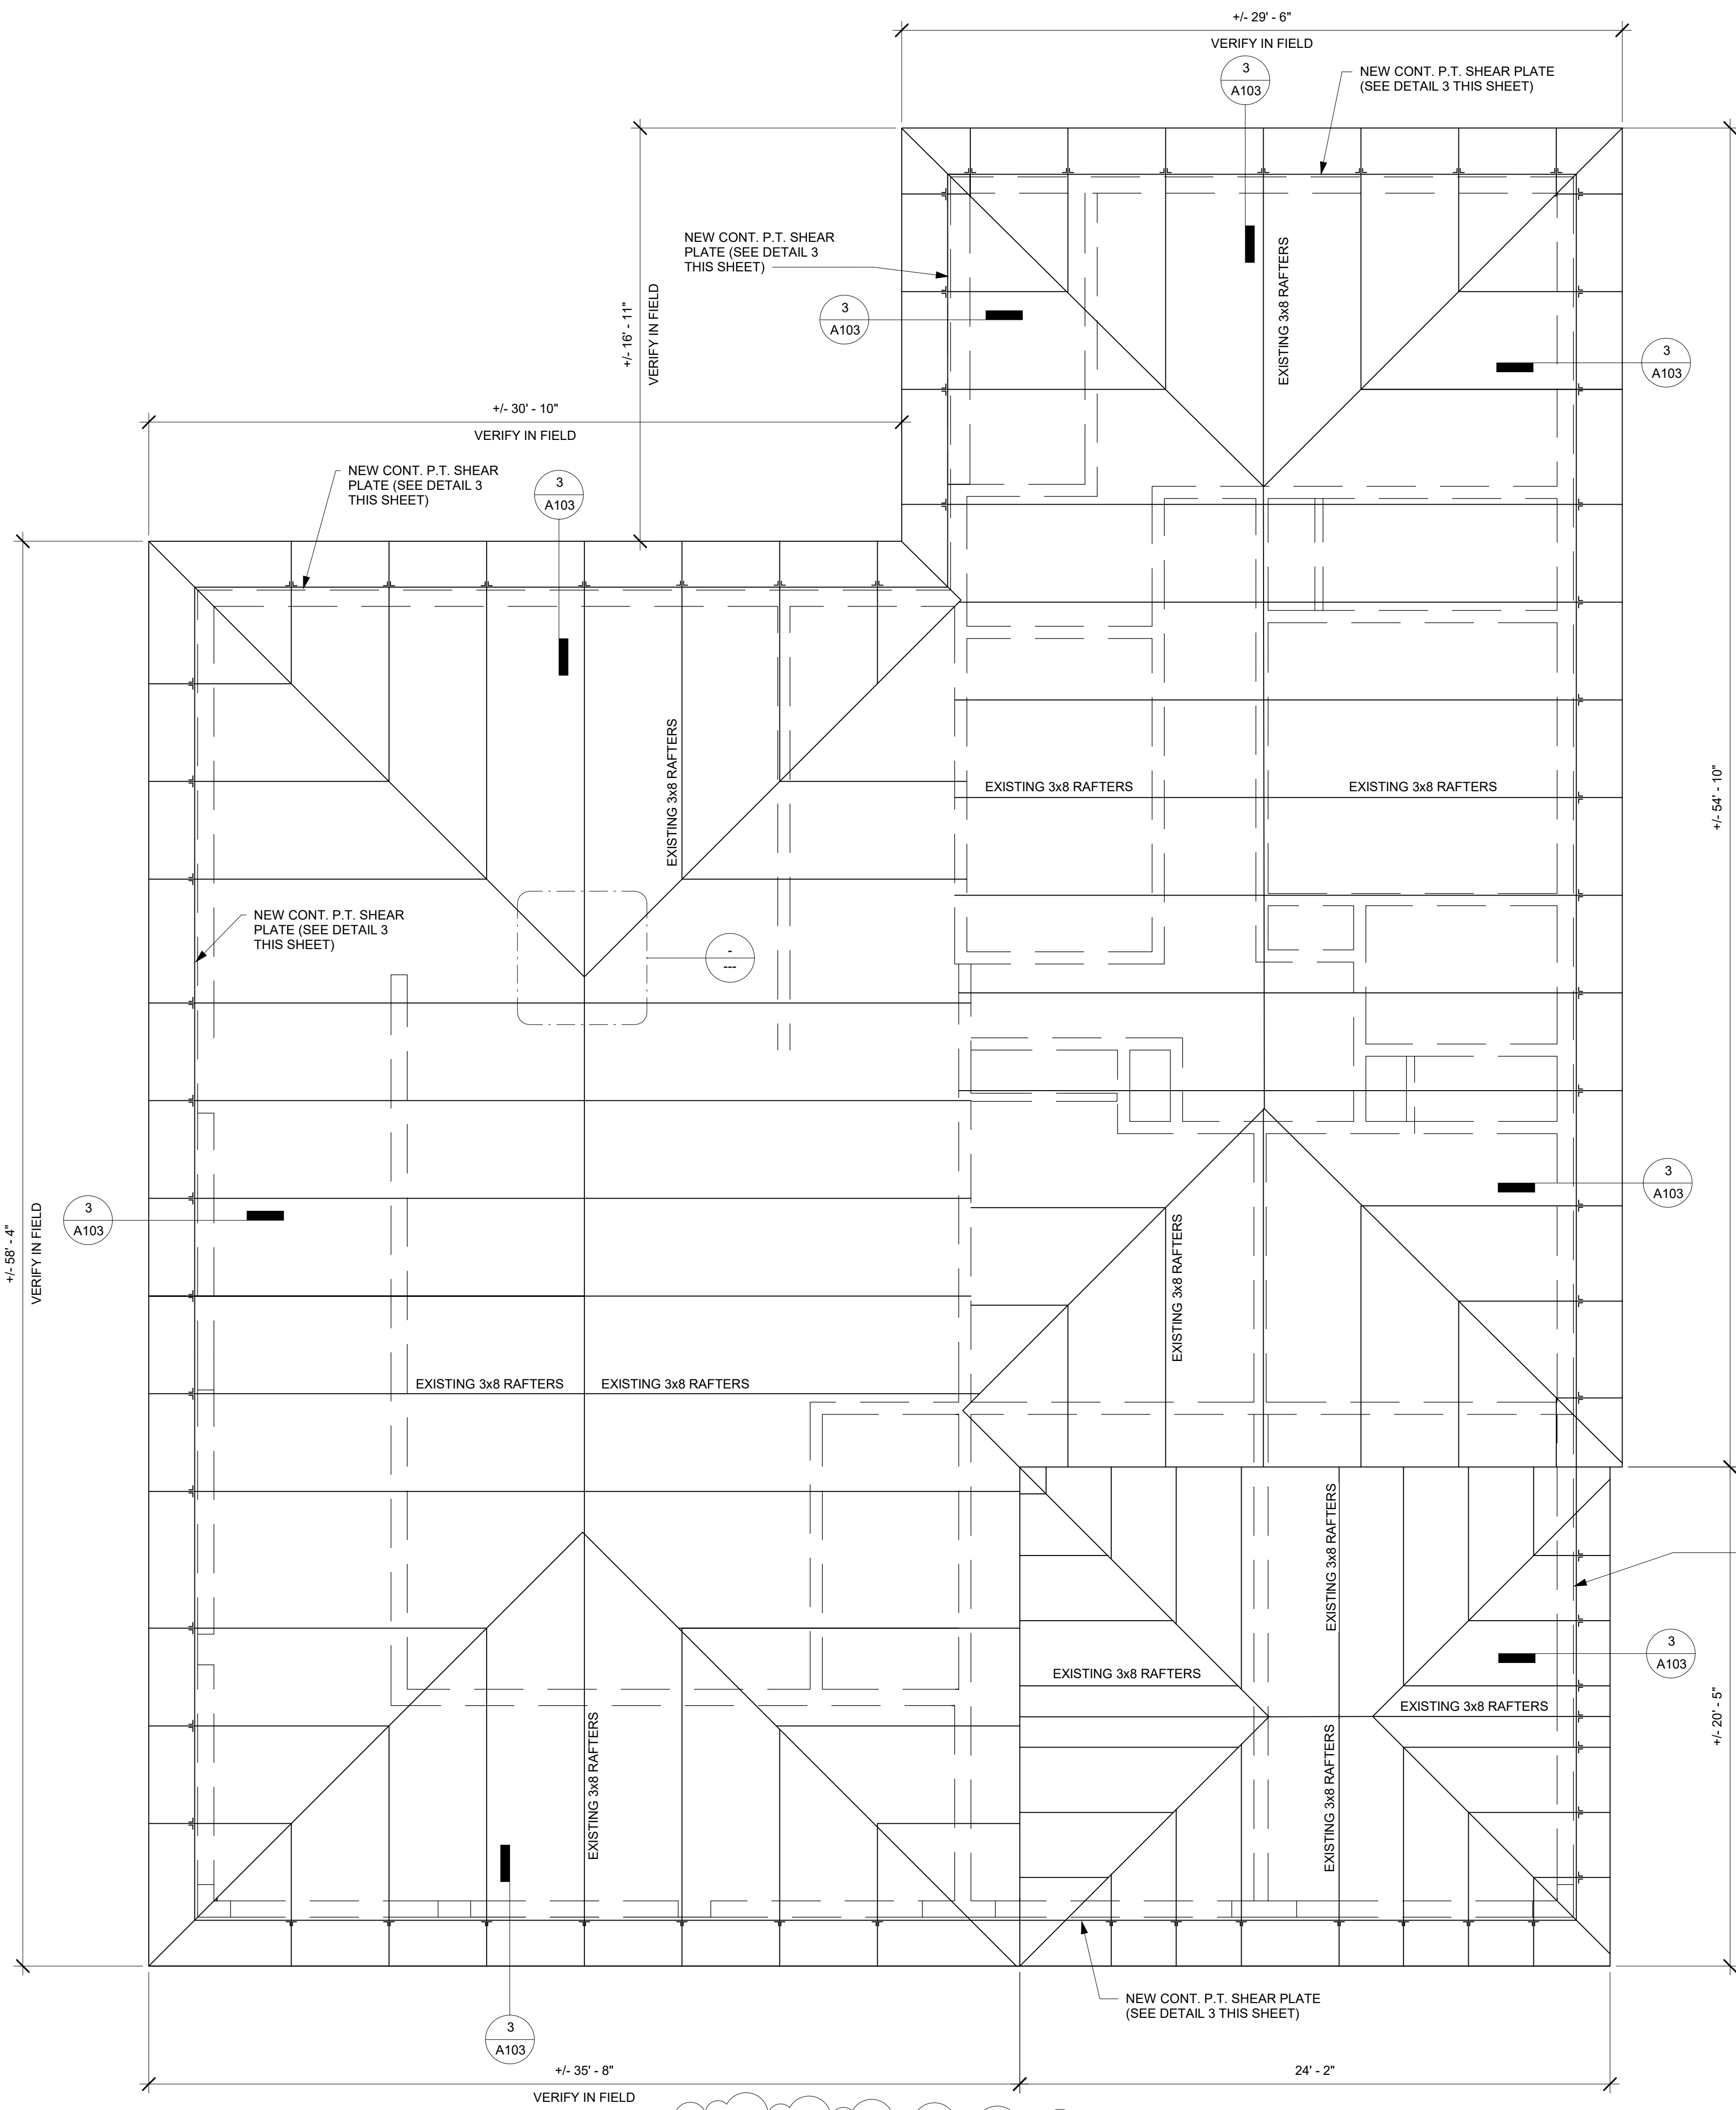 +/- 29' - 6"
VERIFY IN FIELD
3
A103
NEW CONT. P.T. SHEAR PLATE
(SEE DETAIL 3 THIS SHEET)
NEW CONT. P.T. SHEAR
PLATE (SEE DETAIL 3
THIS SHEET)
3
A103
+/- 16' - 11"
VERIFY IN FIELD
EXISTING 3x8 RAFTERS
3
A103
+/- 30' - 10"
VERIFY IN FIELD
NEW CONT. P.T. SHEAR
PLATE (SEE DETAIL 3
THIS SHEET)
3
A103
EXISTING 3x8 RAFTERS
EXISTING 3x8 RAFTERS
EXISTING 3x8 RAFTERS
+/- 54' - 10"
NEW CONT. P.T. SHEAR
PLATE (SEE DETAIL 3
THIS SHEET)
-
---
3
A103
+/- 58' - 4"
VERIFY IN FIELD
3
A103
EXISTING 3x8 RAFTERS
EXISTING 3x8 RAFTERS
EXISTING 3x8 RAFTERS
EXISTING 3x8 RAFTERS
3
A103
EXISTING 3x8 RAFTERS
EXISTING 3x8 RAFTERS
+/- 20' - 5"
EXISTING 3x8 RAFTERS
EXISTING 3x8 RAFTERS
NEW CONT. P.T. SHEAR PLATE
(SEE DETAIL 3 THIS SHEET)
3
A103
+/- 35' - 8"
VERIFY IN FIELD
24' - 2"